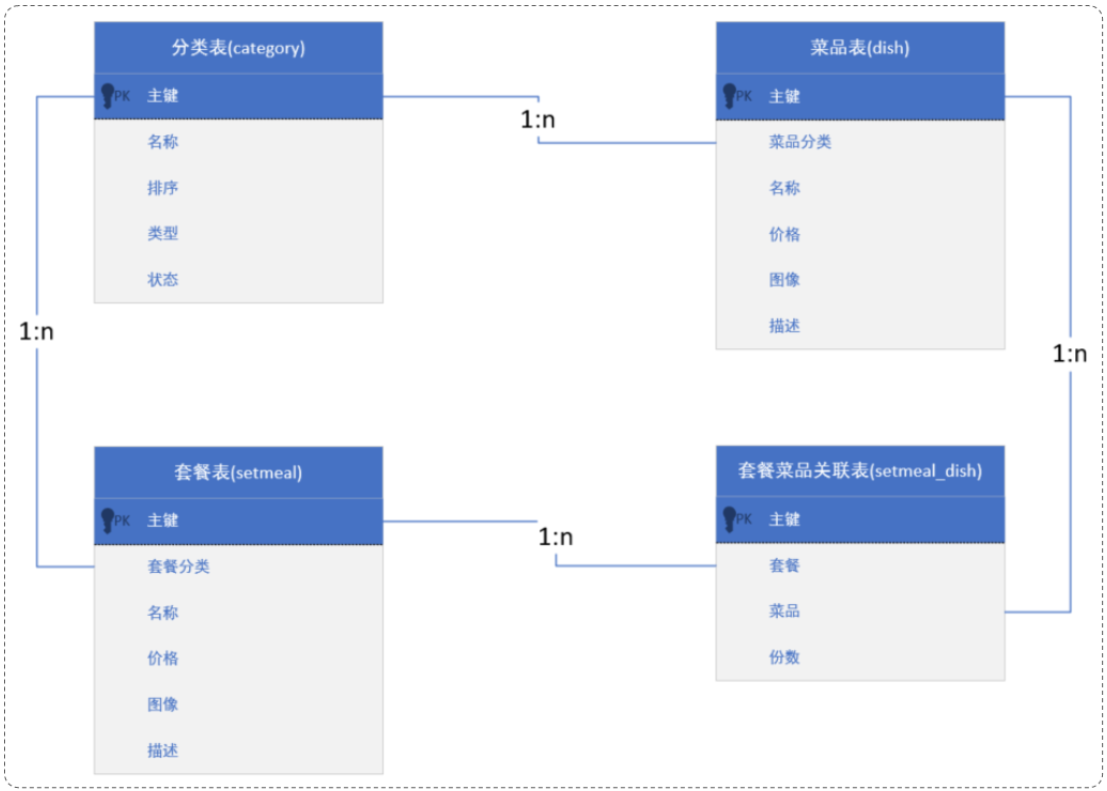 分类表(category)
PK 主键
名称
排序
类型
状态
1:n
菜品表(dish)
PK 主键
菜品分类
名称
价格
图像
描述
1:n
1:n
套餐表(setmeal)
PK 主键
套餐分类
名称
价格
图像
描述
1:n
套餐菜品关联表(setmeal_dish)
PK 主键
套餐
菜品
份数